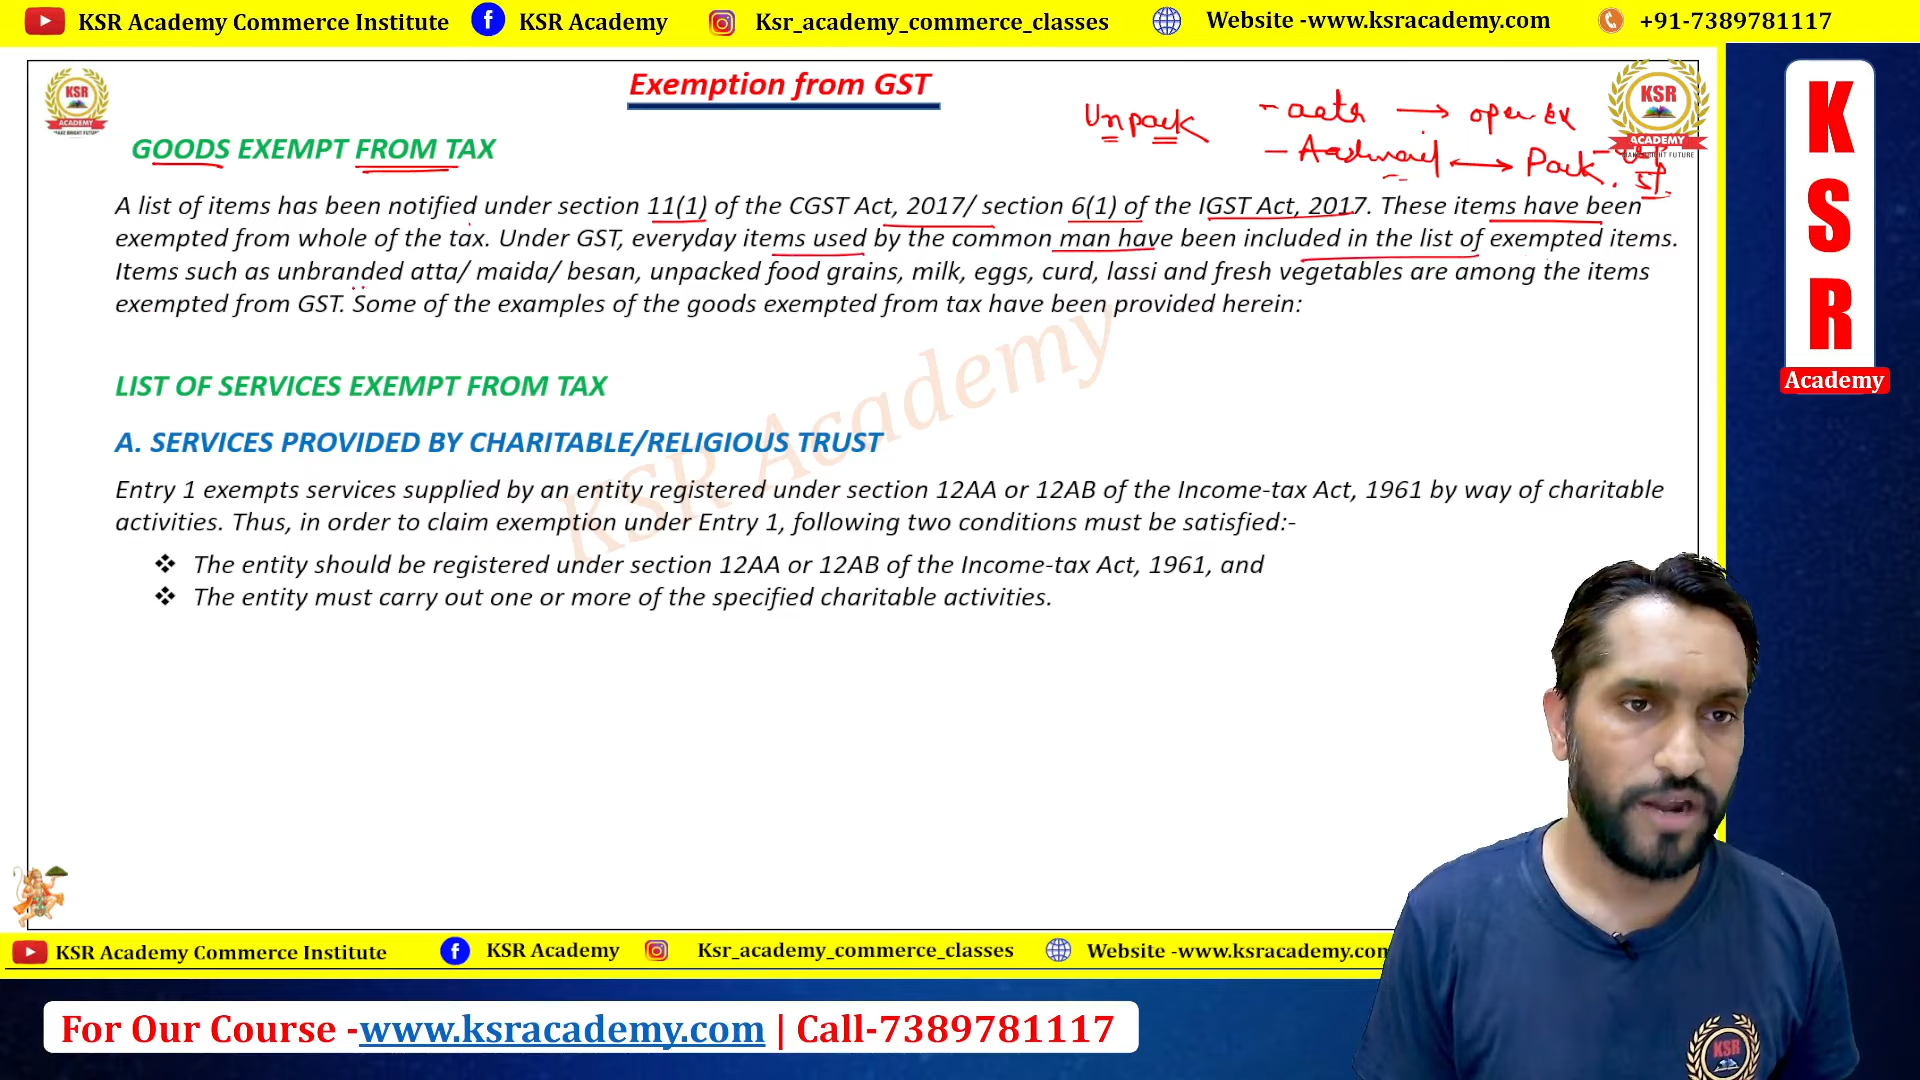 KSR Academy Commerce Institute KSR Academy Ksr_academy_commerce_classes Website -www.ksracademy.com +91-7389781117
Exemption from GST
KSR
ACADEMY
KSR
ACADEMY
K
S
R
Academy
Unpack
- aata → open Ex
→ Pack
GOODS EXEMPT FROM TAX
A list of items has been notified under section 11(1) of the CGST Act, 2017/ section 6(1) of the IGST Act, 2017. These items have been
exempted from whole of the tax. Under GST, everyday items used by the common man have been included in the list of exempted items.
Items such as unbranded atta/ maida/ besan, unpacked food grains, milk, eggs, curd, lassi and fresh vegetables are among the items
exempted from GST. Some of the examples of the goods exempted from tax have been provided herein:
KSR Academy
LIST OF SERVICES EXEMPT FROM TAX
A. SERVICES PROVIDED BY CHARITABLE/RELIGIOUS TRUST
Entry 1 exempts services supplied by an entity registered under section 12AA or 12AB of the Income-tax Act, 1961 by way of charitable
activities. Thus, in order to claim exemption under Entry 1, following two conditions must be satisfied:-
❖ The entity should be registered under section 12AA or 12AB of the Income-tax Act, 1961, and
❖ The entity must carry out one or more of the specified charitable activities.
KSR Academy Commerce Institute KSR Academy Ksr_academy_commerce_classes Website -www.ksracademy.com
For Our Course -www.ksracademy.com | Call-7389781117
KSR